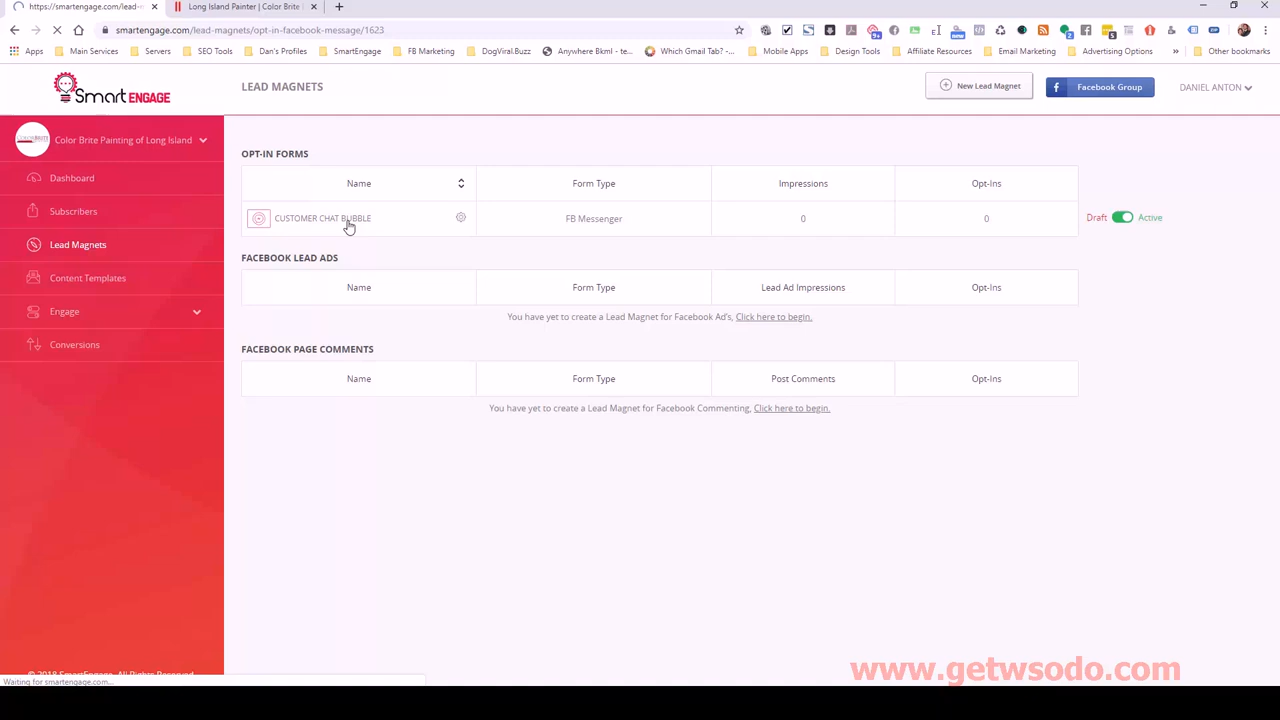 https://smartengage.com/lead-m × Long Island Painter | Color Brite × +
smartengage.com/lead-magnets/opt-in-facebook-message/1623
Apps Main Services Servers SEO Tools Dan's Profiles SmartEngage FB Marketing DogViral.Buzz Anywhere Bkml - te... Which Gmail Tab? -... Mobile Apps Design Tools Affiliate Resources Email Marketing Advertising Options » Other bookmarks
Smart ENGAGE
LEAD MAGNETS
New Lead Magnet
f Facebook Group
DANIEL ANTON
Color Brite Painting of Long Island
Dashboard
Subscribers
Lead Magnets
Content Templates
Engage
Conversions
OPT-IN FORMS
Name Form Type Impressions Opt-Ins
CUSTOMER CHAT BUBBLE FB Messenger 0 0 Draft Active
FACEBOOK LEAD ADS
Name Form Type Lead Ad Impressions Opt-Ins
You have yet to create a Lead Magnet for Facebook Ad's, Click here to begin.
FACEBOOK PAGE COMMENTS
Name Form Type Post Comments Opt-Ins
You have yet to create a Lead Magnet for Facebook Commenting, Click here to begin.
© 2018 SmartEngage. All Rights Reserved
Waiting for smartengage.com...
www.getwsodo.com